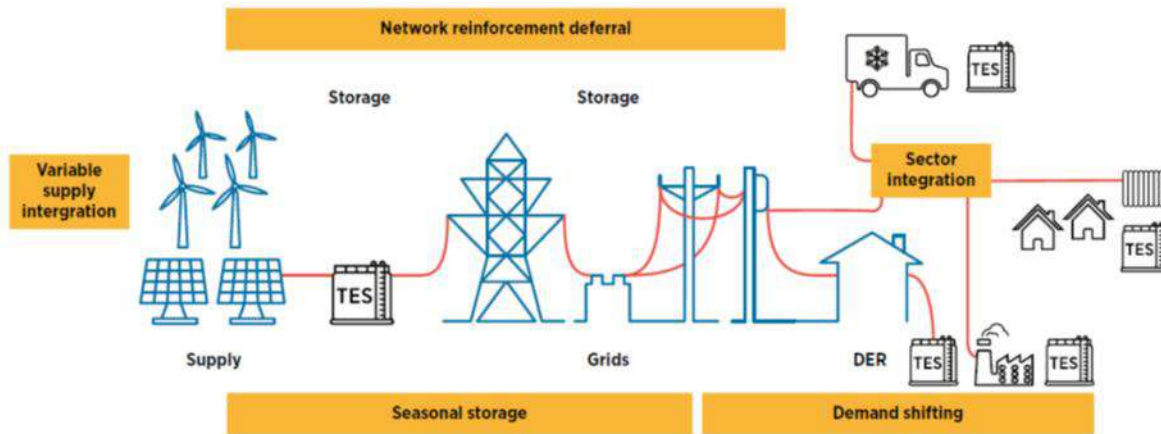 Network reinforcement deferral
Storage
Storage
TES
Variable
supply
intergration
Sector
integration
TES
TES
Supply
Grids
DER
TES
TES
Seasonal storage
Demand shifting